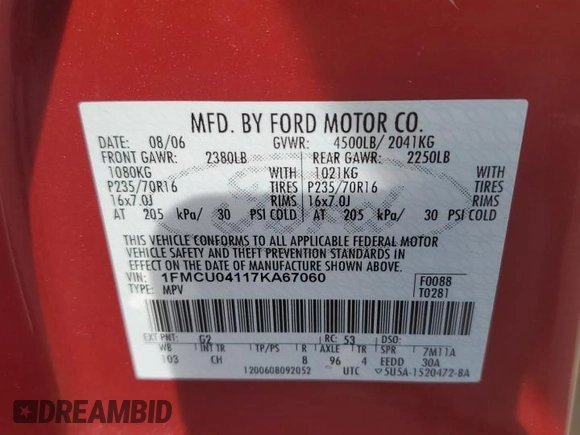 MFD. BY FORD MOTOR CO.
DATE: 08/06 GVWR: 4500LB/ 2041KG
FRONT GAWR: 2380LB REAR GAWR: 2250LB
1080KG WITH 1021KG WITH
P235/70R16 TIRES P235/70R16 TIRES
16x7.0J RIMS 16x7.0J RIMS
AT 205 kPa/ 30 PSI COLD AT 205 kPa/ 30 PSI COLD
THIS VEHICLE CONFORMS TO ALL APPLICABLE FEDERAL MOTOR
VEHICLE SAFETY AND THEFT PREVENTION STANDARDS IN
EFFECT ON THE DATE OF MANUFACTURE SHOWN ABOVE.
VIN: 1FMCU04117KA67060 F0088
TYPE: MPV T0281
EXT PNT: G2 RC: 53
WB INT TR TP/PS R AXLE TR SPR 7M11A
103 CH B 96 4 EEDD 30A
1200608092052 UTC 5U5A-1520472-BA
DREAMBID